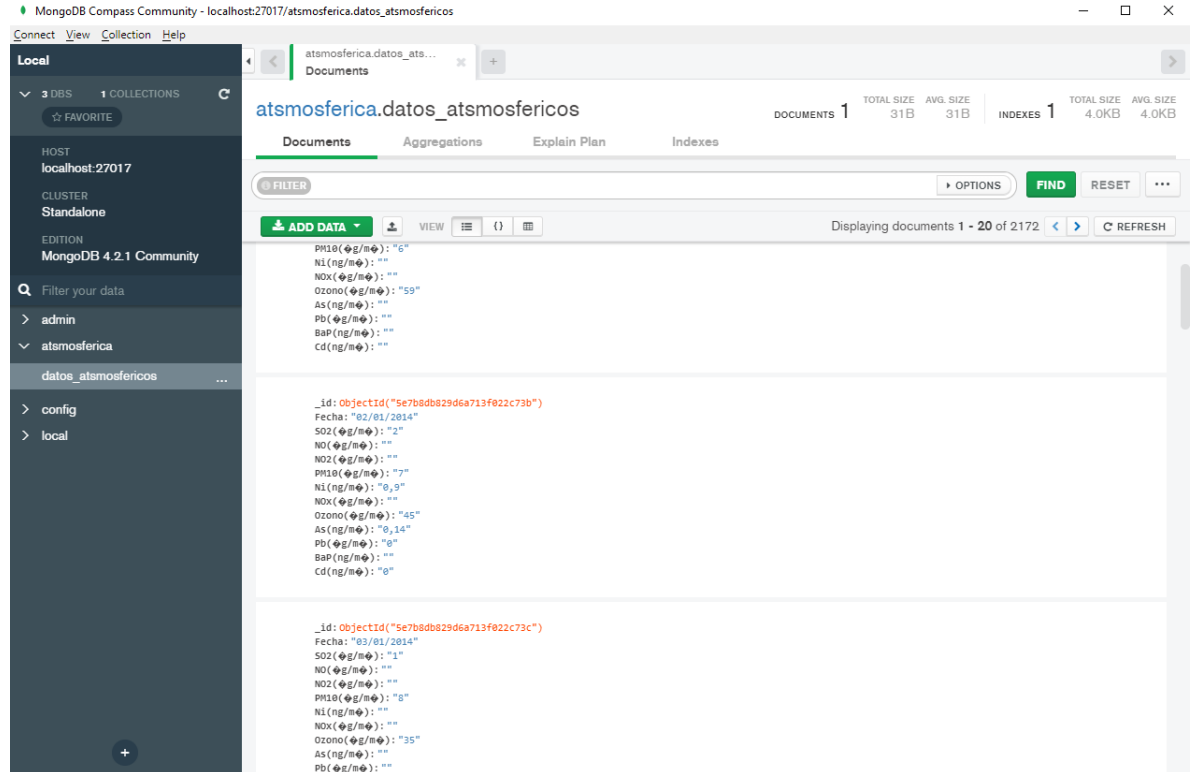 MongoDB Compass Community - localhost:27017/atsmosferica.datos_atsmosfericos
Connect View Collection Help
Local
3 DBS 1 COLLECTIONS
☆ FAVORITE
HOST
localhost:27017
CLUSTER
Standalone
EDITION
MongoDB 4.2.1 Community
Filter your data
admin
atsmosferica
datos_atsmosfericos ...
config
local
atsmosferica.datos_ats...
Documents
atsmosferica.datos_atsmosfericos
DOCUMENTS 1 TOTAL SIZE 31B AVG. SIZE 31B INDEXES 1 TOTAL SIZE 4.0KB AVG. SIZE 4.0KB
Documents Aggregations Explain Plan Indexes
FILTER OPTIONS FIND RESET ...
ADD DATA VIEW {} Displaying documents 1 - 20 of 2172 < > REFRESH
PM10(�g/m�): "6"
Ni(ng/m�): ""
NOx(�g/m�): ""
Ozono(�g/m�): "59"
As(ng/m�): ""
Pb(�g/m�): ""
BaP(ng/m�): ""
Cd(ng/m�): ""
_id: ObjectId("5e7b8db829d6a713f022c73b")
Fecha: "02/01/2014"
SO2(�g/m�): "2"
NO(�g/m�): ""
NO2(�g/m�): ""
PM10(�g/m�): "7"
Ni(ng/m�): "0,9"
NOx(�g/m�): ""
Ozono(�g/m�): "45"
As(ng/m�): "0,14"
Pb(�g/m�): "0"
BaP(ng/m�): ""
Cd(ng/m�): "0"
_id: ObjectId("5e7b8db829d6a713f022c73c")
Fecha: "03/01/2014"
SO2(�g/m�): "1"
NO(�g/m�): ""
NO2(�g/m�): ""
PM10(�g/m�): "8"
Ni(ng/m�): ""
NOx(�g/m�): ""
Ozono(�g/m�): "35"
As(ng/m�): ""
Pb(�g/m�): ""